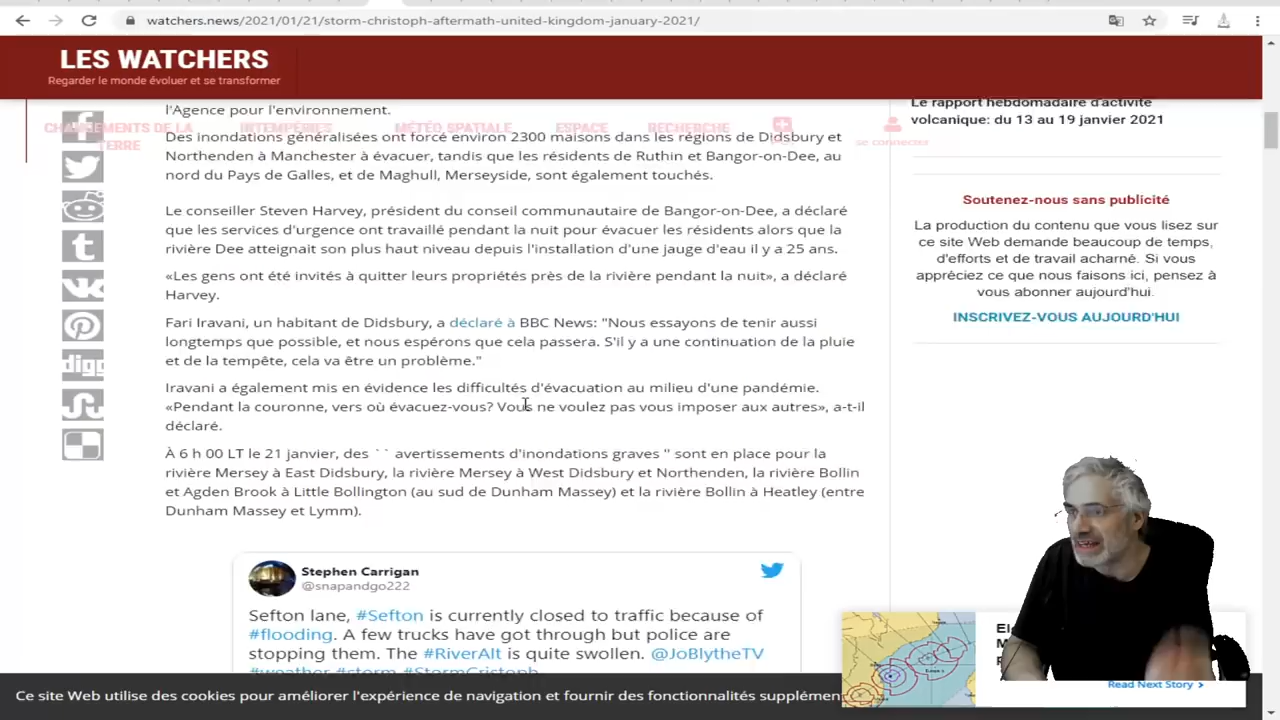 watchers.news/2021/01/21/storm-christoph-aftermath-united-kingdom-january-2021/
LES WATCHERS
Regarder le monde évoluer et se transformer
CHANGEMENTS DE LA TERRE
INTEMPÉRIES
MÉTÉO SPATIALE
ESPACE
RECHERCHE
se connecter
l'Agence pour l'environnement.
Des inondations généralisées ont forcé environ 2300 maisons dans les régions de Didsbury et
Northenden à Manchester à évacuer, tandis que les résidents de Ruthin et Bangor-on-Dee, au
nord du Pays de Galles, et de Maghull, Merseyside, sont également touchés.
Le conseiller Steven Harvey, président du conseil communautaire de Bangor-on-Dee, a déclaré
que les services d'urgence ont travaillé pendant la nuit pour évacuer les résidents alors que la
rivière Dee atteignait son plus haut niveau depuis l'installation d'une jauge d'eau il y a 25 ans.
«Les gens ont été invités à quitter leurs propriétés près de la rivière pendant la nuit», a déclaré
Harvey.
Fari Iravani, un habitant de Didsbury, a déclaré à BBC News: "Nous essayons de tenir aussi
longtemps que possible, et nous espérons que cela passera. S'il y a une continuation de la pluie
et de la tempête, cela va être un problème."
Iravani a également mis en évidence les difficultés d'évacuation au milieu d'une pandémie.
«Pendant la couronne, vers où évacuez-vous? Vous ne voulez pas vous imposer aux autres», a-t-il
déclaré.
À 6 h 00 LT le 21 janvier, des `` avertissements d'inondations graves '' sont en place pour la
rivière Mersey à East Didsbury, la rivière Mersey à West Didsbury et Northenden, la rivière Bollin
et Agden Brook à Little Bollington (au sud de Dunham Massey) et la rivière Bollin à Heatley (entre
Dunham Massey et Lymm).
Stephen Carrigan
@snapandgo222
Sefton lane, #Sefton is currently closed to traffic because of
#flooding. A few trucks have got through but police are
stopping them. The #RiverAlt is quite swollen. @JoBlytheTV
#weather #storm #StormCristoph
Le rapport hebdomadaire d'activité
volcanique: du 13 au 19 janvier 2021
Soutenez-nous sans publicité
La production du contenu que vous lisez sur
ce site Web demande beaucoup de temps,
d'efforts et de travail acharné. Si vous
appréciez ce que nous faisons ici, pensez à
vous abonner aujourd'hui.
INSCRIVEZ-VOUS AUJOURD'HUI
digg
Read Next Story >
Ce site Web utilise des cookies pour améliorer l'expérience de navigation et fournir des fonctionnalités